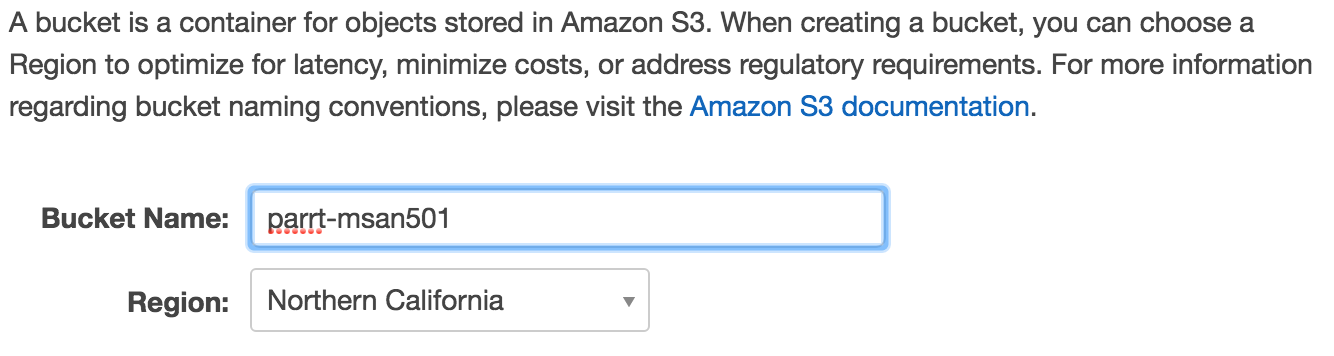 A bucket is a container for objects stored in Amazon S3. When creating a bucket, you can choose a
Region to optimize for latency, minimize costs, or address regulatory requirements. For more information
regarding bucket naming conventions, please visit the Amazon S3 documentation.
Bucket Name: parrt-msan501
Region: Northern California